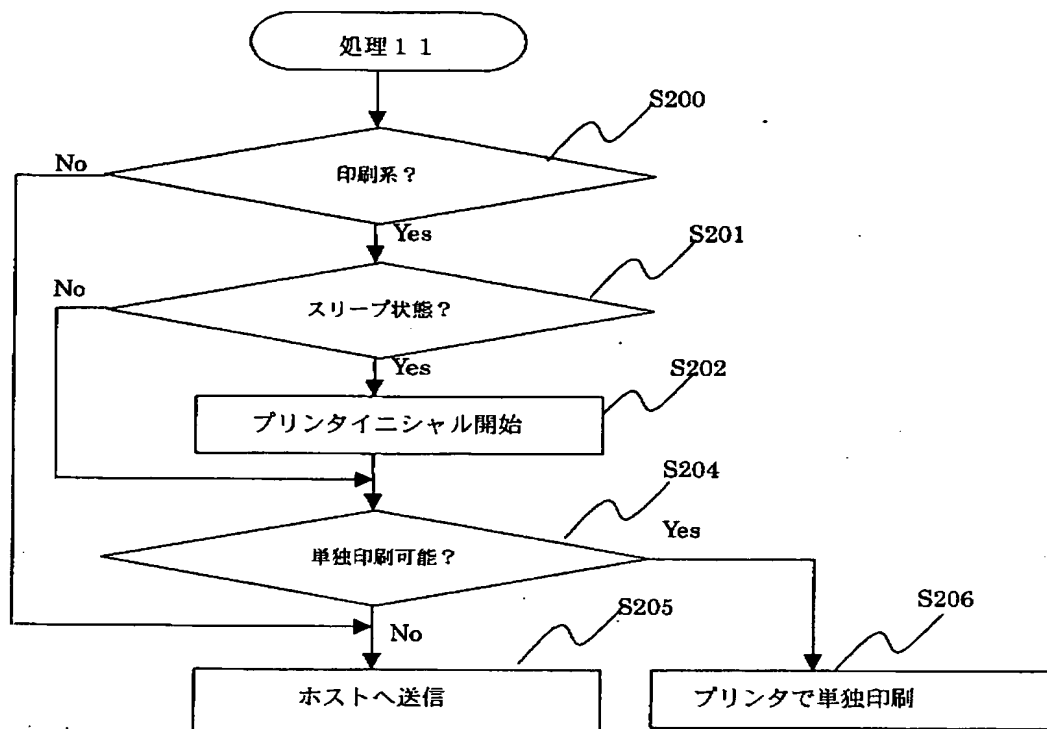 処理１１
S200
No
印刷系？
Yes
S201
No
スリープ状態？
Yes
S202
プリンタイニシャル開始
S204
単独印刷可能？
Yes
No
S205
S206
ホストへ送信
プリンタで単独印刷